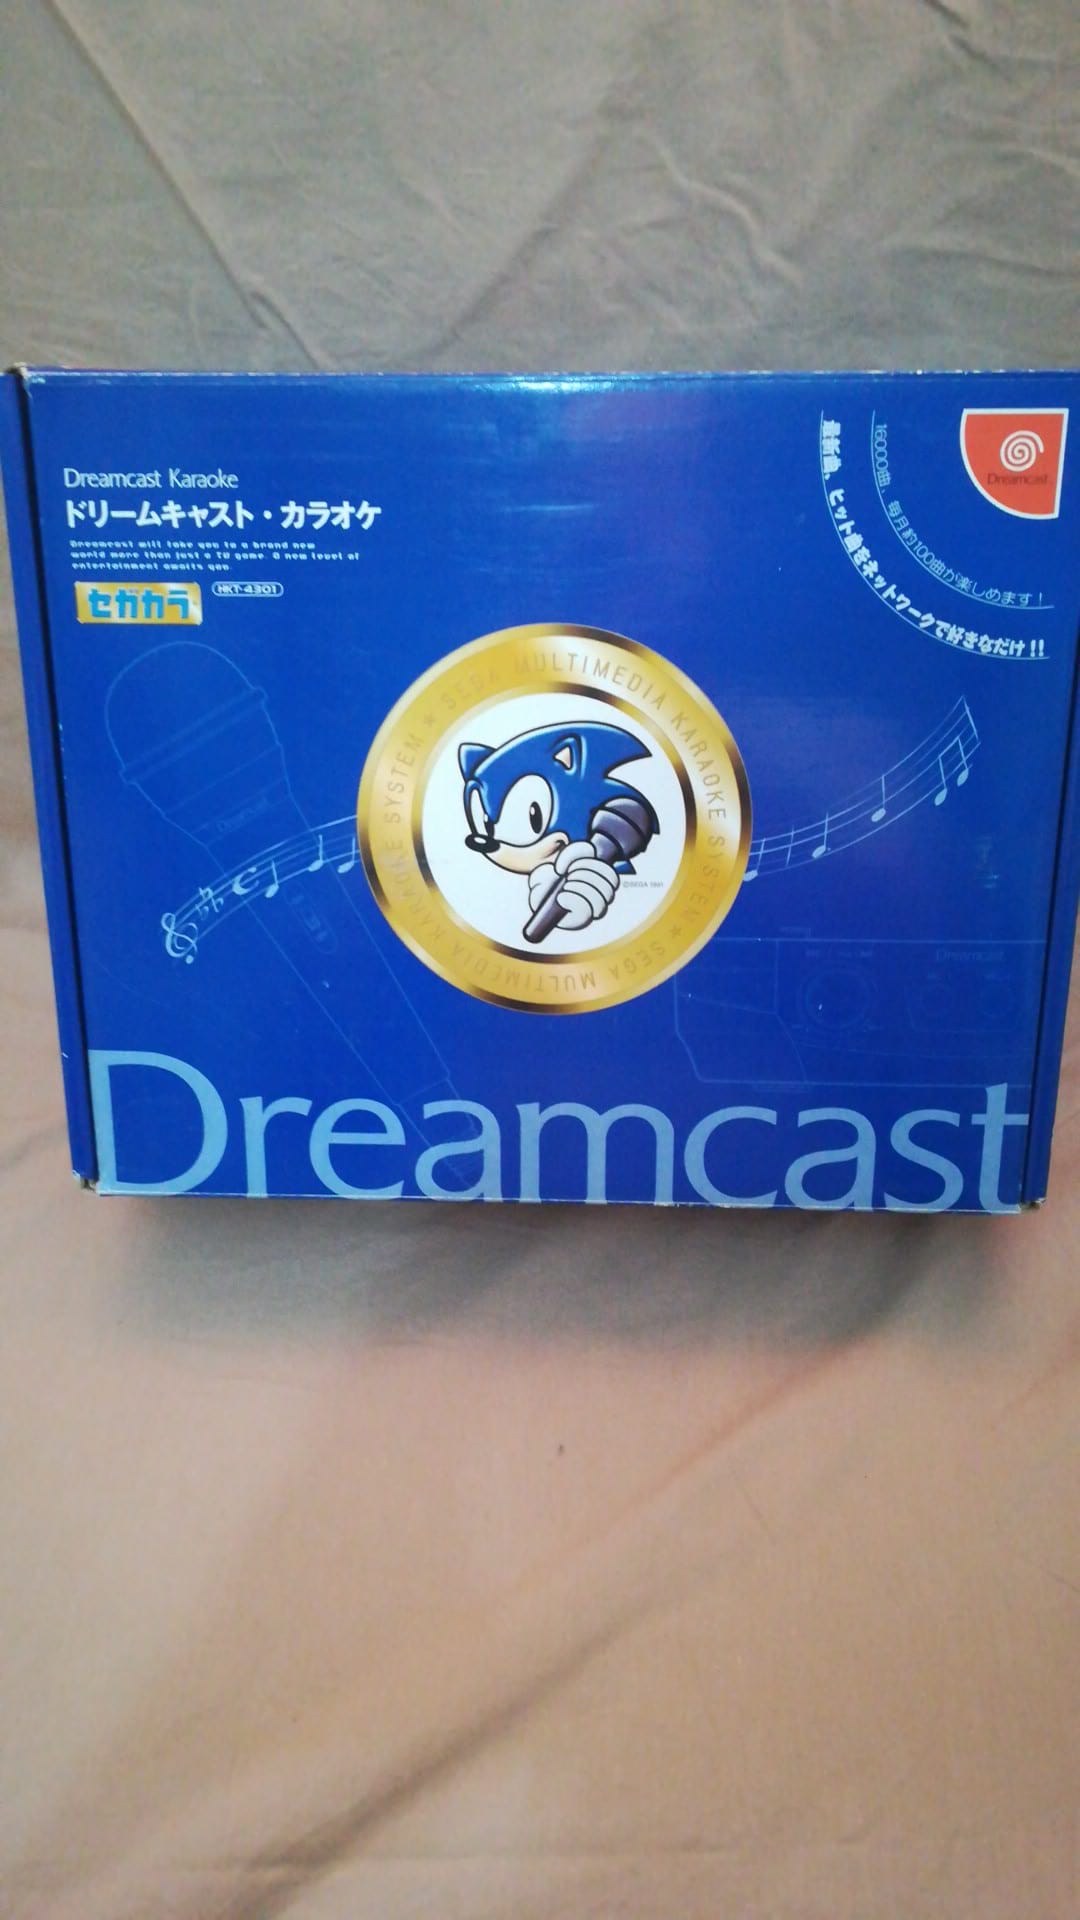 Dreamcast Karaoke
ドリームキャスト・カラオケ
Dreamcast will take you to a brand new
world more than just a TV game. A new level of
entertainment awaits you.
セガカラ
HKT-4301
16000曲、毎月約100曲が楽しめます!
最新曲、ヒット曲をネットワークで好きなだけ!!
Dreamcast
SEGA MULTIMEDIA KARAOKE SYSTEM ★ SEGA MULTIMEDIA KARAOKE SYSTEM ★
©SEGA 1991
Dreamcast
Dreamcast